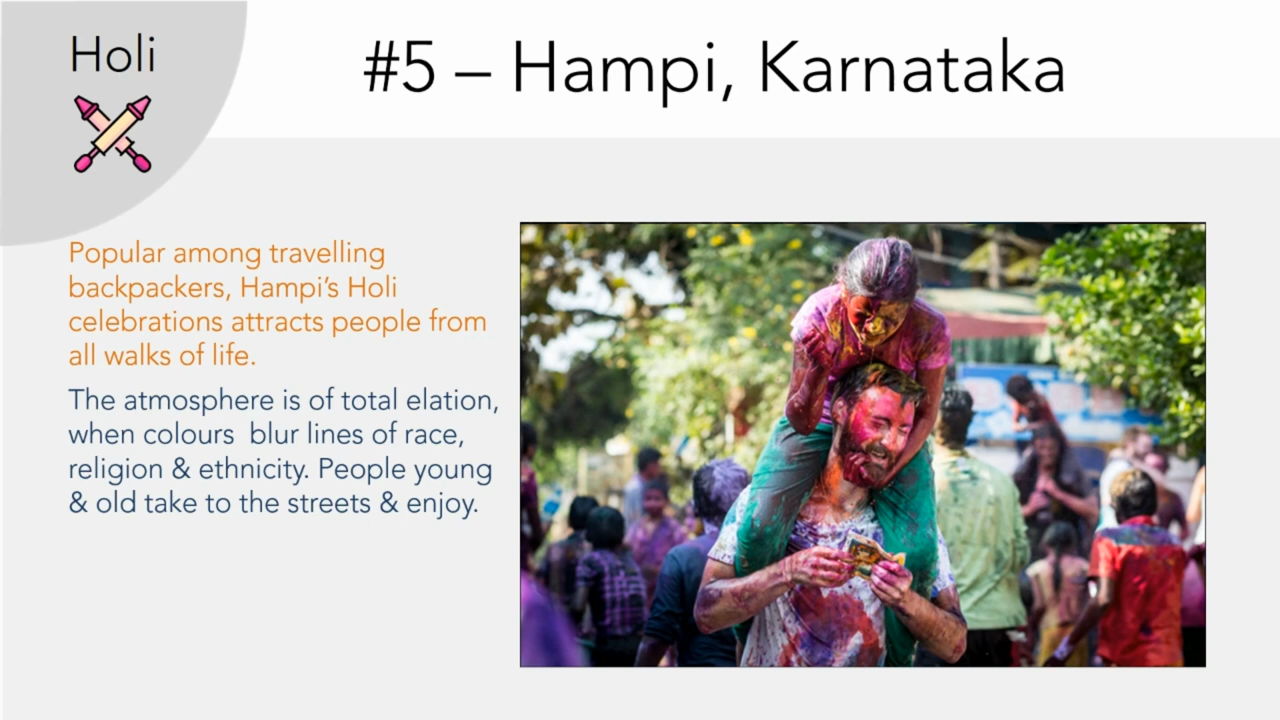 Holi
#5 – Hampi, Karnataka
Popular among travelling
backpackers, Hampi's Holi
celebrations attracts people from
all walks of life.
The atmosphere is of total elation,
when colours  blur lines of race,
religion & ethnicity. People young
& old take to the streets & enjoy.